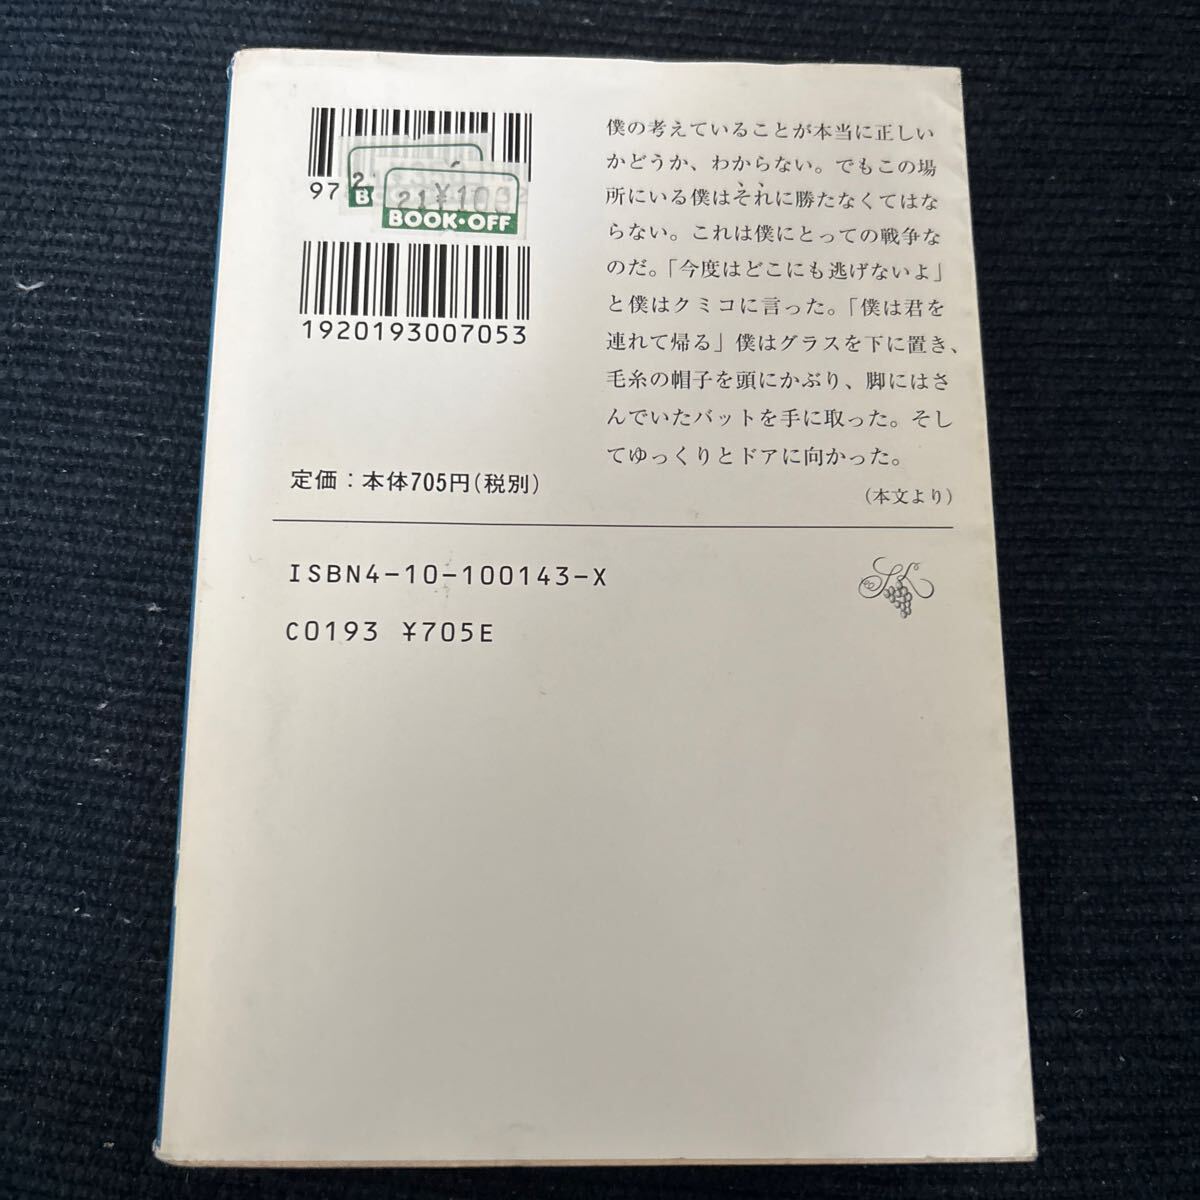 97
2
B
21 ¥10
BOOK・OFF
1920193007053
僕の考えていることが本当に正しい
かどうか、わからない。でもこの場
所にいる僕はそれに勝たなくてはな
らない。これは僕にとっての戦争な
のだ。「今度はどこにも逃げないよ」
と僕はクミコに言った。「僕は君を
連れて帰る」僕はグラスを下に置き、
毛糸の帽子を頭にかぶり、脚にはさ
んでいたバットを手に取った。そし
てゆっくりとドアに向かった。
(本文より)
定価：本体705円(税別)
ISBN4-10-100143-X
C0193 ¥705E